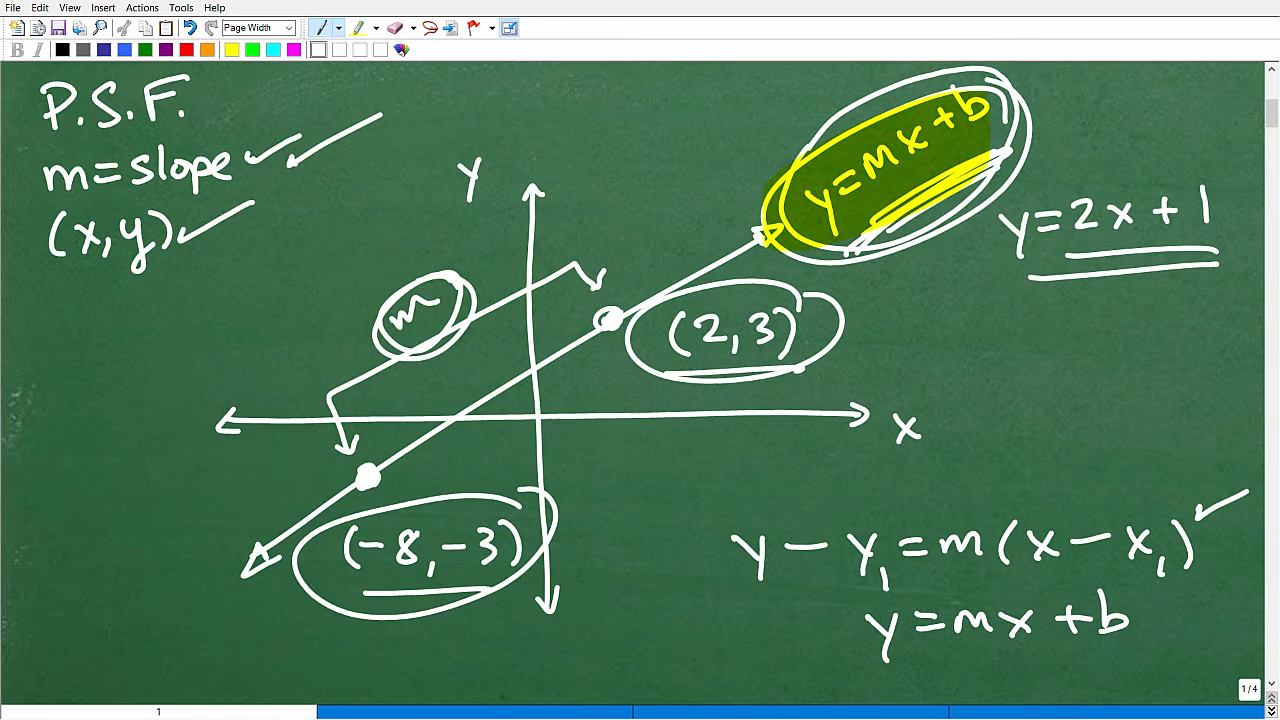 File Edit View Insert Actions Tools Help
Page Width
B I
P.S.F.
m=slope
(x,y)
y
y=mx+b
y=2x+1
m
(2,3)
x
(-8,-3)
y-y₁=m(x-x₁)
y=mx+b
1/4
1